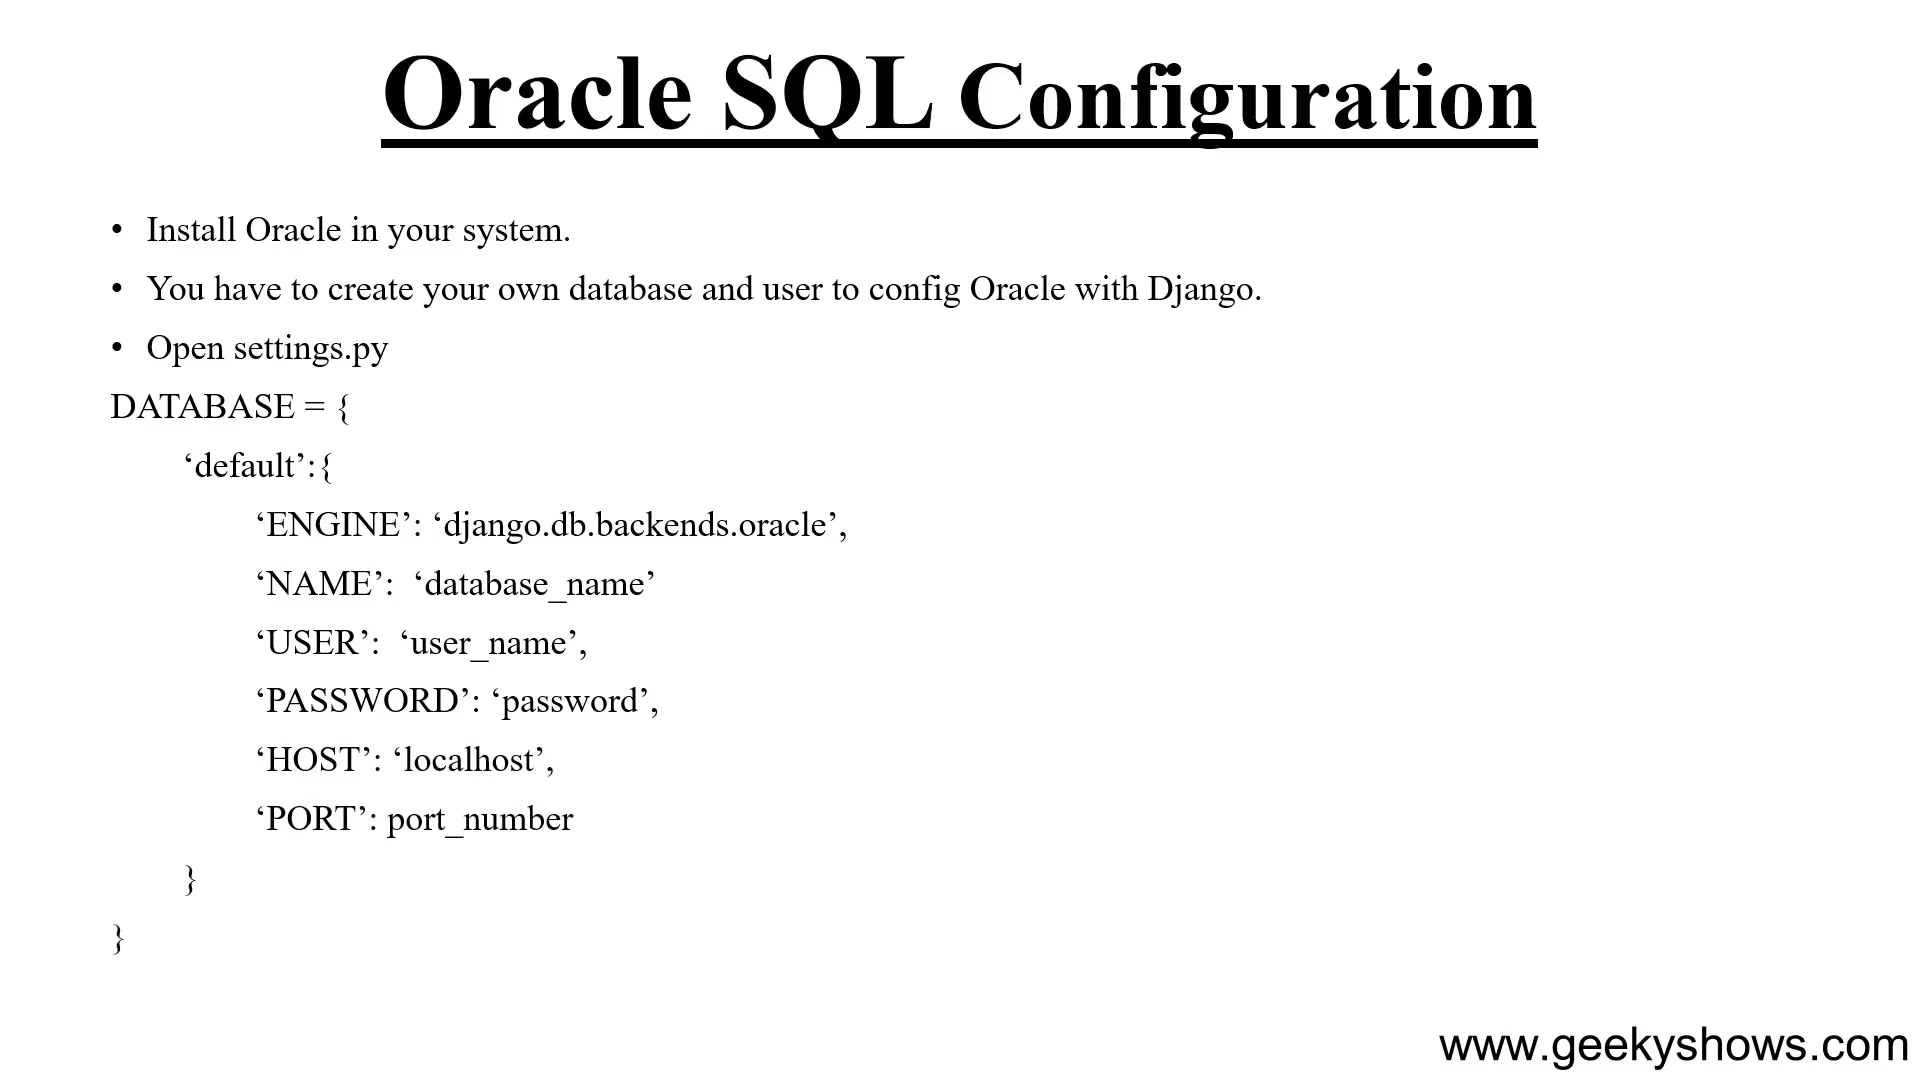 Oracle SQL Configuration
• Install Oracle in your system.
• You have to create your own database and user to config Oracle with Django.
• Open settings.py
DATABASE = {
‘default’:{
‘ENGINE’: ‘django.db.backends.oracle’,
‘NAME’:  ‘database_name’
‘USER’:  ‘user_name’,
‘PASSWORD’: ‘password’,
‘HOST’: ‘localhost’,
‘PORT’: port_number
}
}
www.geekyshows.com